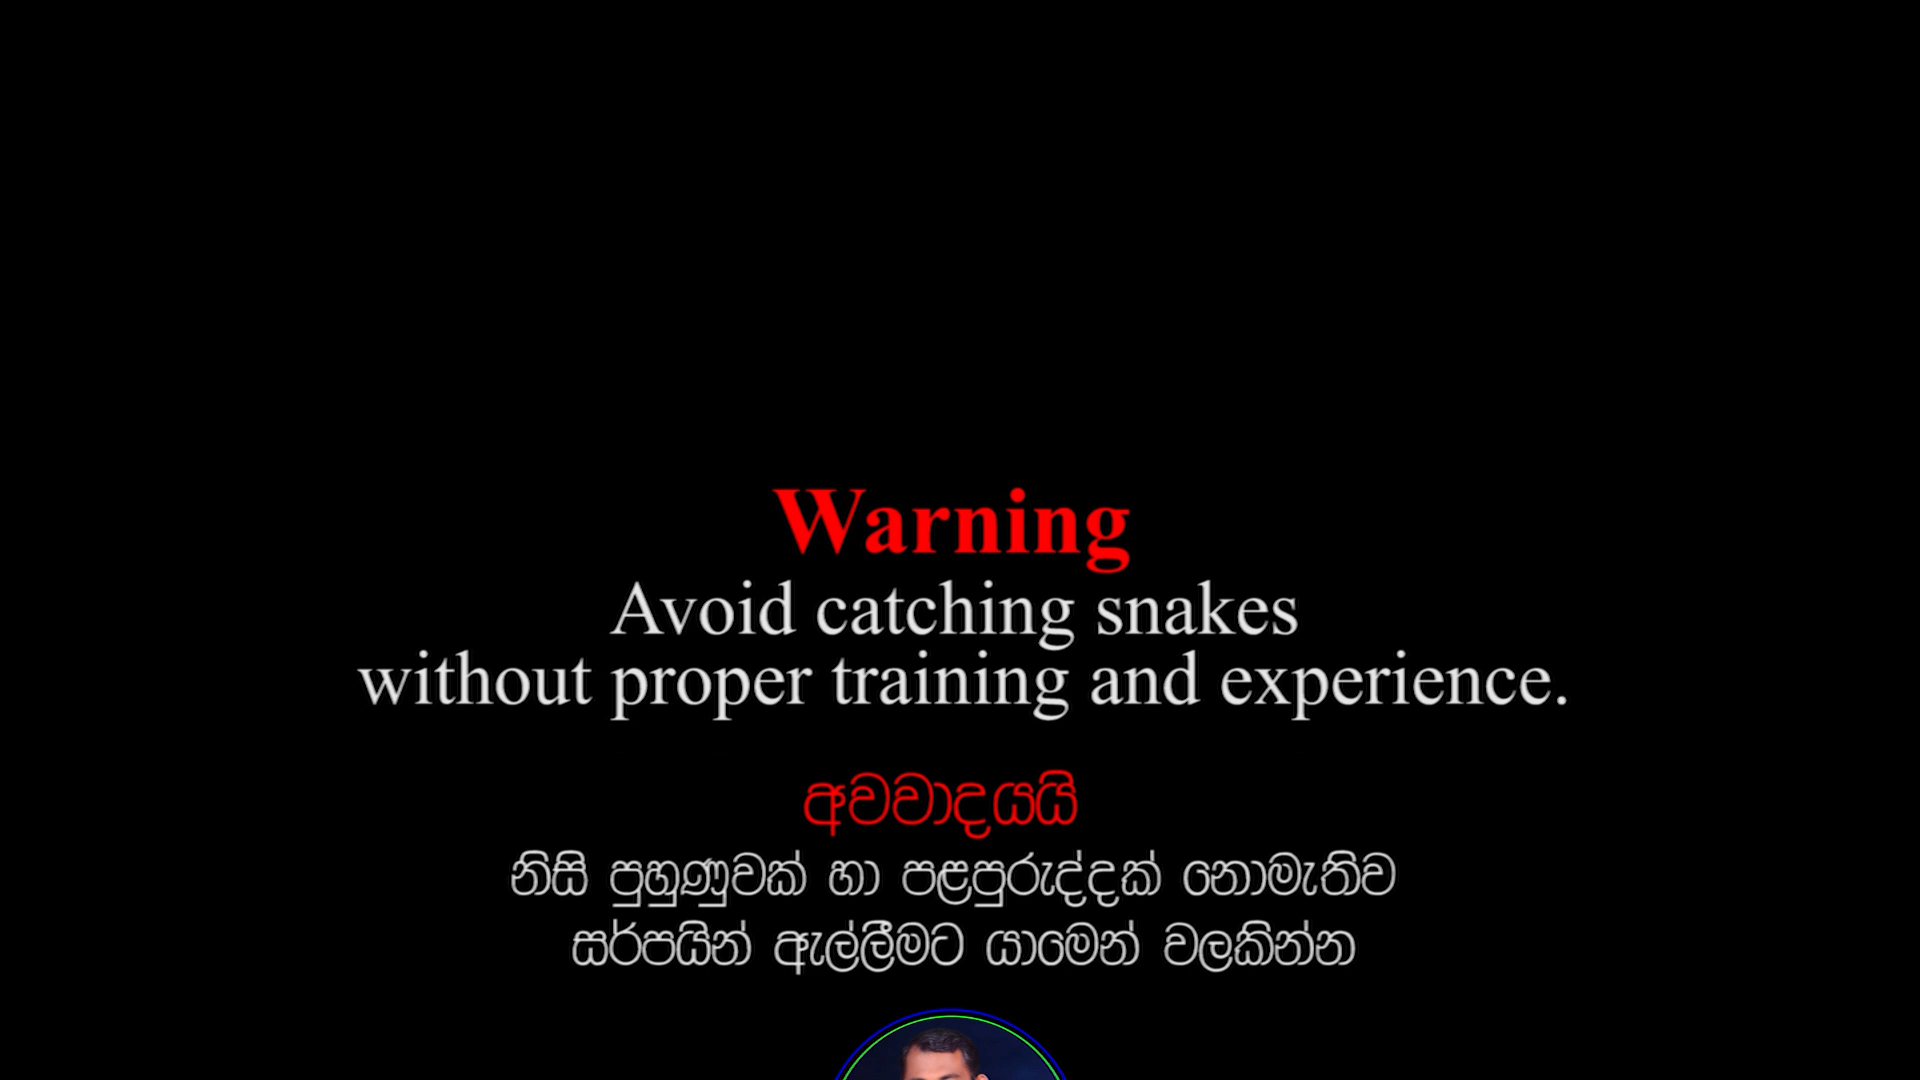 Warning
Avoid catching snakes
without proper training and experience.
අවවාදයයි
නිසි පුහුණුවක් හා පළපුරුද්දක් නොමැතිව
සර්පයින් ඇල්ලීමට යාමෙන් වලකින්න